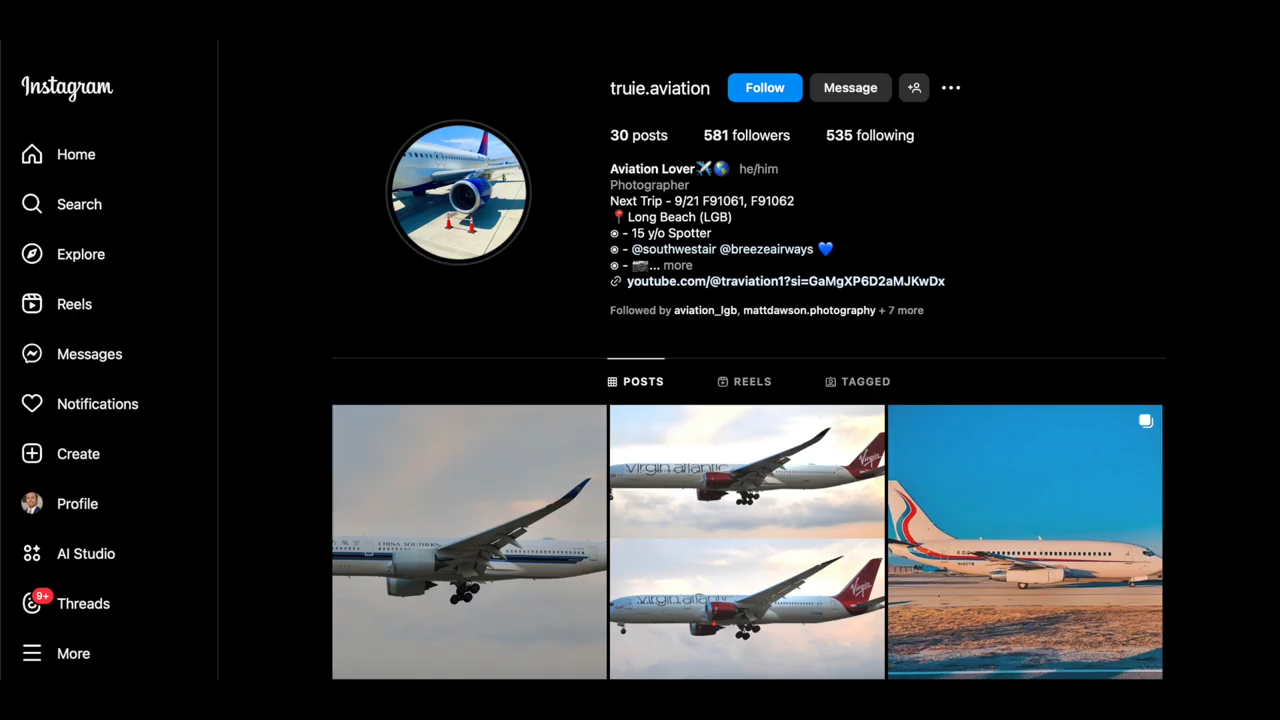 Instagram
Home
Search
Explore
Reels
Messages
Notifications
Create
Profile
AI Studio
9+
Threads
More
truie.aviation Follow Message
30 posts 581 followers 535 following
Aviation Lover✈️🌎 he/him
Photographer
Next Trip - 9/21 F91061, F91062
📍Long Beach (LGB)
◉ - 15 y/o Spotter
◉ - @southwestair @breezeairways 💙
◉ - 📷... more
youtube.com/@traviation1?si=GaMgXP6D2aMJKwDx
Followed by aviation_lgb, mattdawson.photography + 7 more
POSTS REELS TAGGED
CHINA SOUTHERN
virgin atlantic
Virgin
virgin atlantic
Virgin